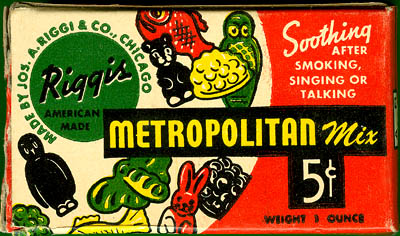 MADE BY JOS. A. RIGGI & CO., CHICAGO
Riggis
AMERICAN
MADE
Soothing
AFTER
SMOKING,
SINGING OR
TALKING
METROPOLITAN Mix
5¢
WEIGHT 1 OUNCE